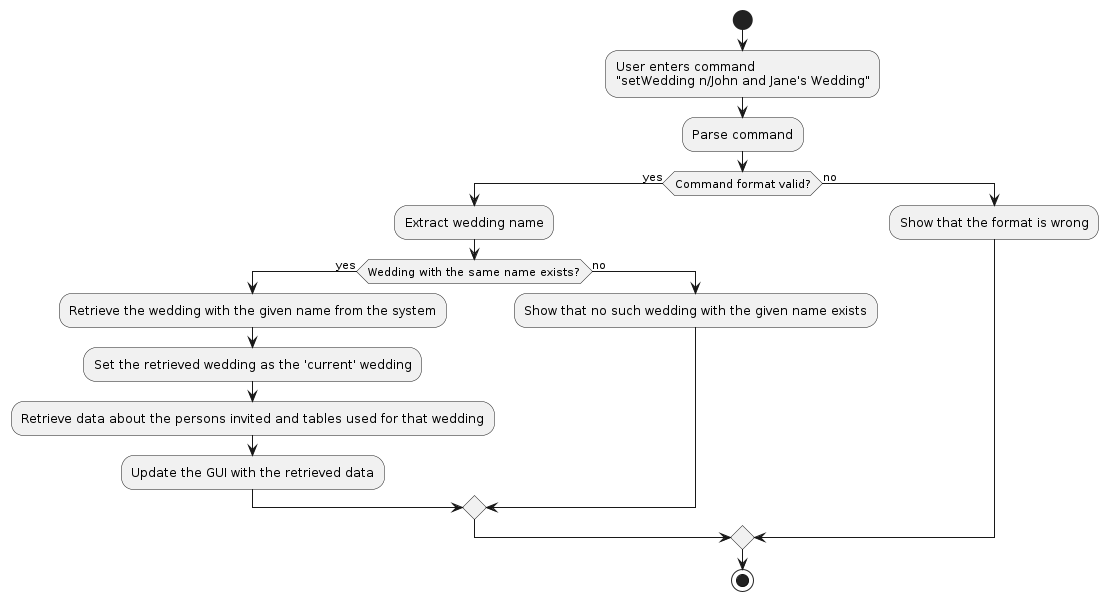 User enters command
"setWedding n/John and Jane's Wedding"
Parse command
yes
Command format valid?
no
Extract wedding name
Show that the format is wrong
yes
Wedding with the same name exists?
no
Retrieve the wedding with the given name from the system
Show that no such wedding with the given name exists
Set the retrieved wedding as the 'current' wedding
Retrieve data about the persons invited and tables used for that wedding
Update the GUI with the retrieved data